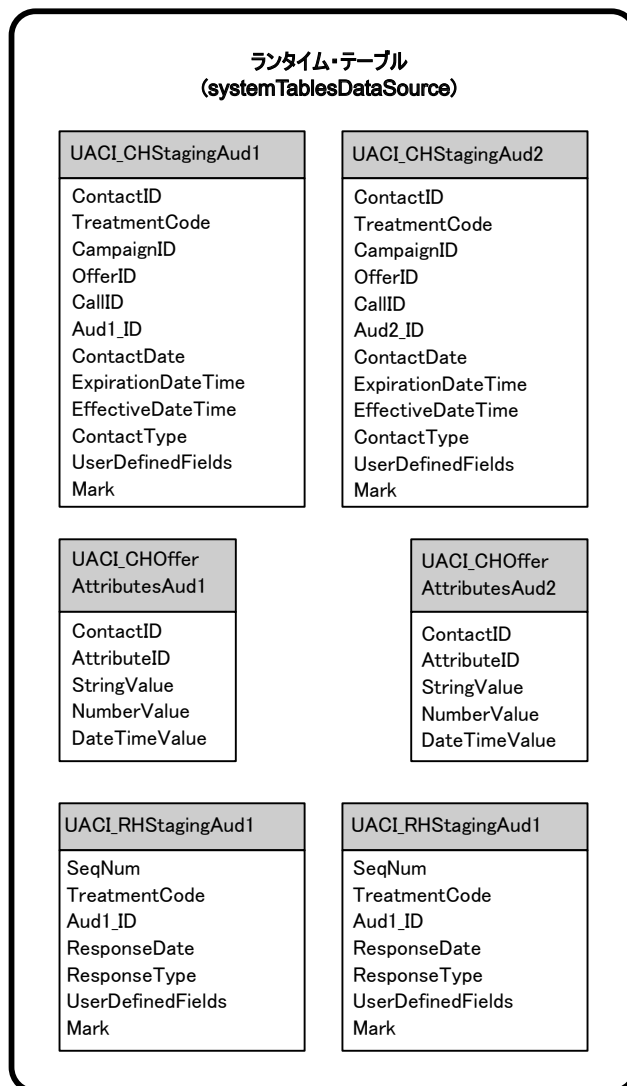 ランタイム・テーブル
(systemTablesDataSource)
UACI_CHStagingAud1
ContactID
TreatmentCode
CampaignID
OfferID
CallID
Aud1_ID
ContactDate
ExpirationDateTime
EffectiveDateTime
ContactType
UserDefinedFields
Mark
UACI_CHStagingAud2
ContactID
TreatmentCode
CampaignID
OfferID
CallID
Aud2_ID
ContactDate
ExpirationDateTime
EffectiveDateTime
ContactType
UserDefinedFields
Mark
UACI_CHOffer
AttributesAud1
ContactID
AttributeID
StringValue
NumberValue
DateTimeValue
UACI_CHOffer
AttributesAud2
ContactID
AttributeID
StringValue
NumberValue
DateTimeValue
UACI_RHStagingAud1
SeqNum
TreatmentCode
Aud1_ID
ResponseDate
ResponseType
UserDefinedFields
Mark
UACI_RHStagingAud1
SeqNum
TreatmentCode
Aud1_ID
ResponseDate
ResponseType
UserDefinedFields
Mark